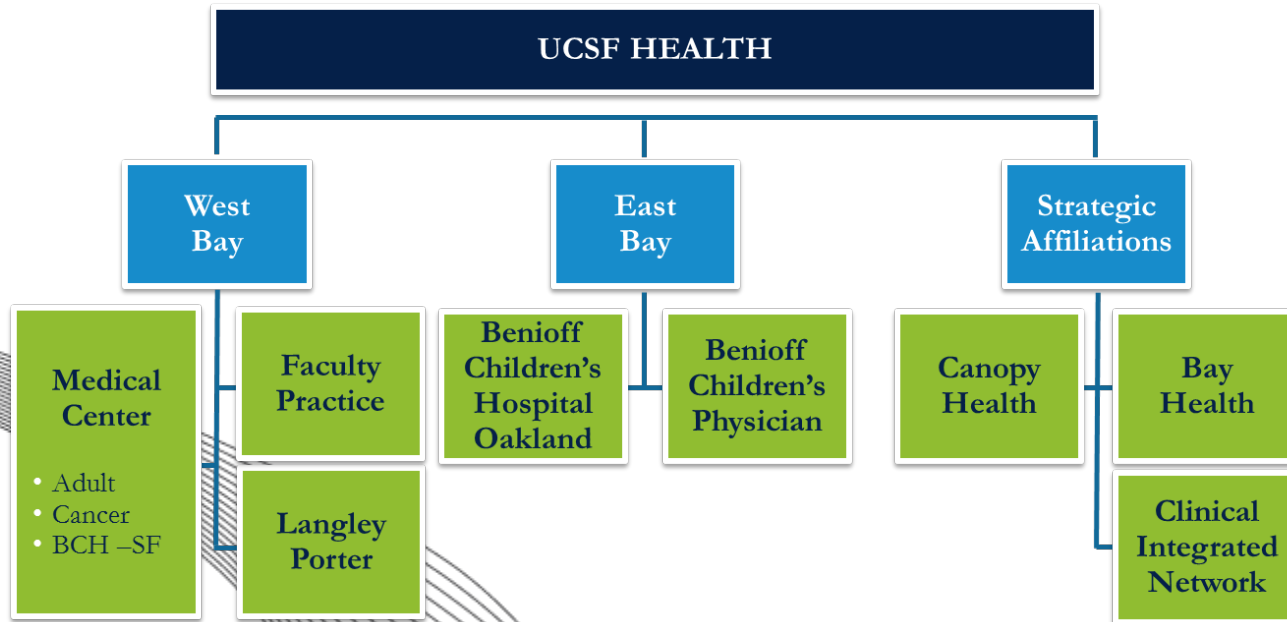 UCSF HEALTH
West
Bay
East
Bay
Strategic
Affiliations
Medical
Center
• Adult
• Cancer
• BCH –SF
Faculty
Practice
Langley
Porter
Benioff
Children’s
Hospital
Oakland
Benioff
Children’s
Physician
Canopy
Health
Bay
Health
Clinical
Integrated
Network